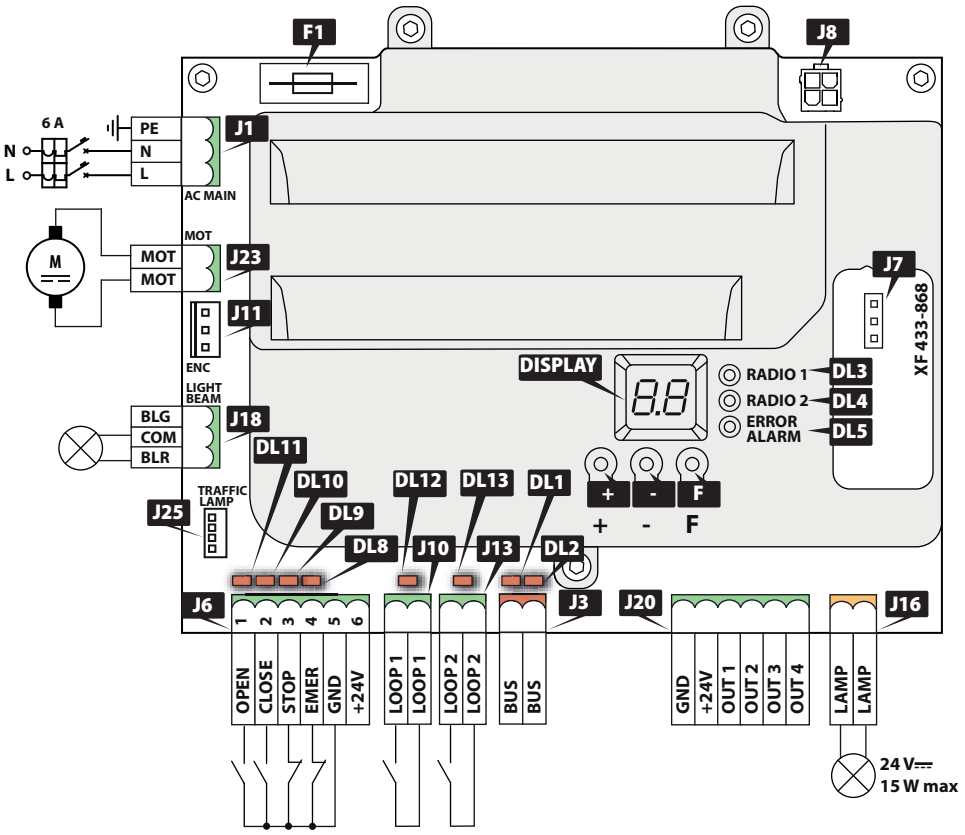 F1
J8
6 A
PE
J1
N
N
L
L
AC MAIN
MOT
MOT
J23
M
MOT
J7
J11
XF 433-868
ENC
DISPLAY
8.8
RADIO 1
DL3
RADIO 2
DL4
ERROR
ALARM
DL5
LIGHT
BEAM
BLG
J18
COM
BLR
DL11
DL10
DL12
DL13
DL1
+
-
F
+
-
F
TRAFFIC
LAMP
J25
DL9
DL8
J10
J13
DL2
J6
J3
J20
J16
1
2
3
4
5
6
OPEN
CLOSE
STOP
EMER
GND
+24V
LOOP 1
LOOP 1
LOOP 2
LOOP 2
BUS
BUS
GND
+24V
OUT 1
OUT 2
OUT 3
OUT 4
LAMP
LAMP
24 V
15 W max